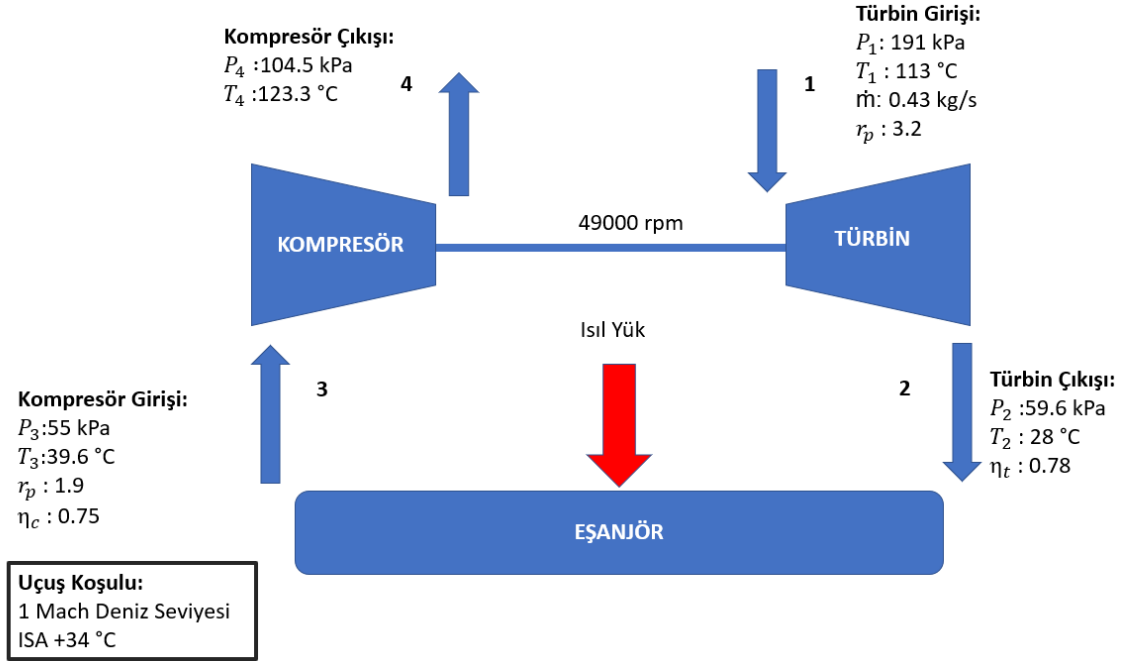 Kompresör Çıkışı:
P₄ :104.5 kPa
T₄ :123.3 °C
4
Türbin Girişi:
P₁: 191 kPa
T₁ : 113 °C
ṁ: 0.43 kg/s
rₚ : 3.2
1
KOMPRESÖR
49000 rpm
TÜRBİN
Isıl Yük
Kompresör Girişi:
P₃:55 kPa
T₃:39.6 °C
rₚ : 1.9
η꜀ : 0.75
3
2
Türbin Çıkışı:
P₂ :59.6 kPa
T₂ : 28 °C
ηₜ : 0.78
EŞANJÖR
Uçuş Koşulu:
1 Mach Deniz Seviyesi
ISA +34 °C